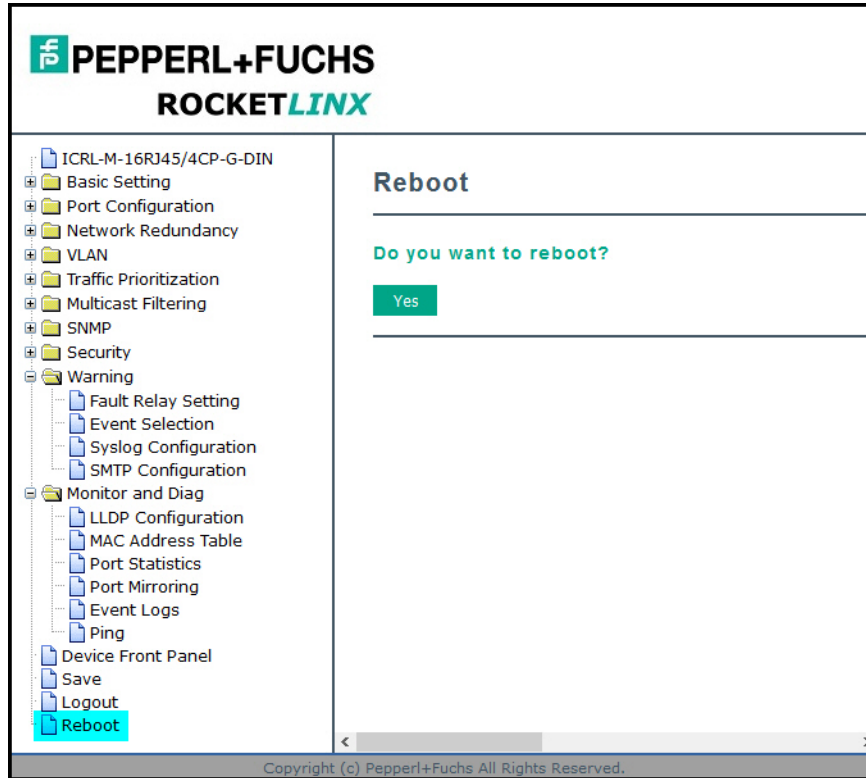 PEPPERL+FUCHS
ROCKETLINX
ICRL-M-16RJ45/4CP-G-DIN
Basic Setting
Port Configuration
Network Redundancy
VLAN
Traffic Prioritization
Multicast Filtering
SNMP
Security
Warning
Fault Relay Setting
Event Selection
Syslog Configuration
SMTP Configuration
Monitor and Diag
LLDP Configuration
MAC Address Table
Port Statistics
Port Mirroring
Event Logs
Ping
Device Front Panel
Save
Logout
Reboot
Reboot
Do you want to reboot?
Yes
Copyright (c) Pepperl+Fuchs All Rights Reserved.